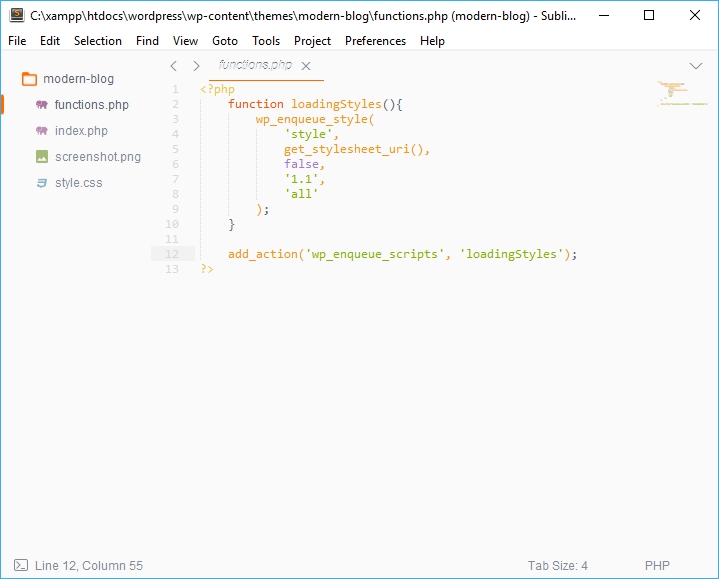 C:\xampp\htdocs\wordpress\wp-content\themes\modern-blog\functions.php (modern-blog) - Subli...
File Edit Selection Find View Goto Tools Project Preferences Help
modern-blog
functions.php
index.php
screenshot.png
style.css
functions.php
1 <?php
2     function loadingStyles(){
3         wp_enqueue_style(
4             'style',
5             get_stylesheet_uri(),
6             false,
7             '1.1',
8             'all'
9         );
10     }
11
12     add_action('wp_enqueue_scripts', 'loadingStyles');
13 ?>
Line 12, Column 55
Tab Size: 4
PHP